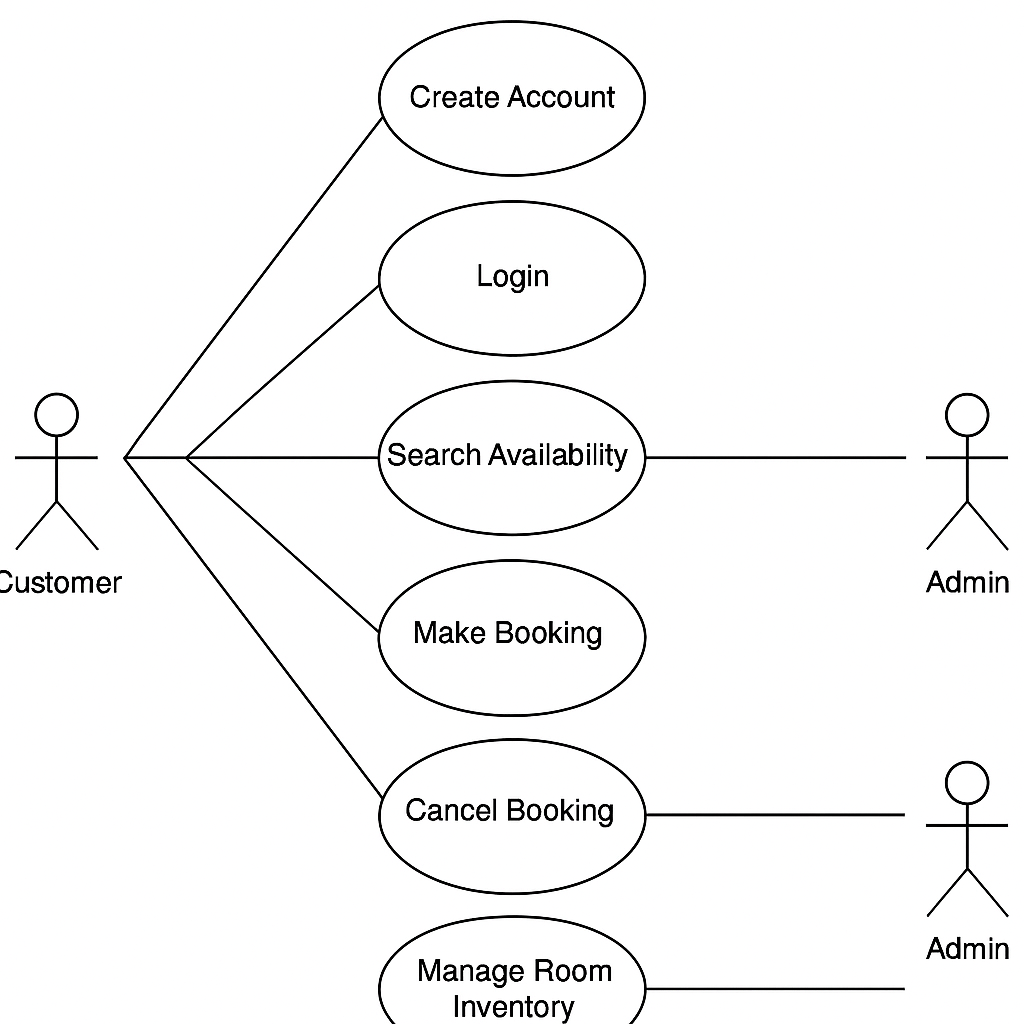 Create Account
Login
Search Availability
Customer
Admin
Make Booking
Cancel Booking
Admin
Manage Room
Inventory